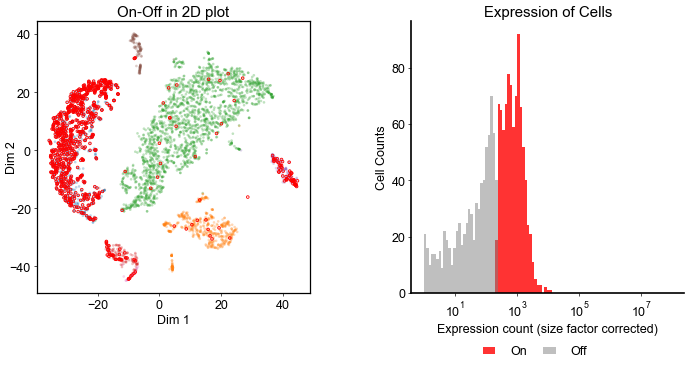 On-Off in 2D plot
40
20
0
−20
−40
Dim 2
−20
0
20
40
Dim 1
Expression of Cells
80
60
40
20
0
Cell Counts
10^1
10^3
10^5
10^7
Expression count (size factor corrected)
On
Off